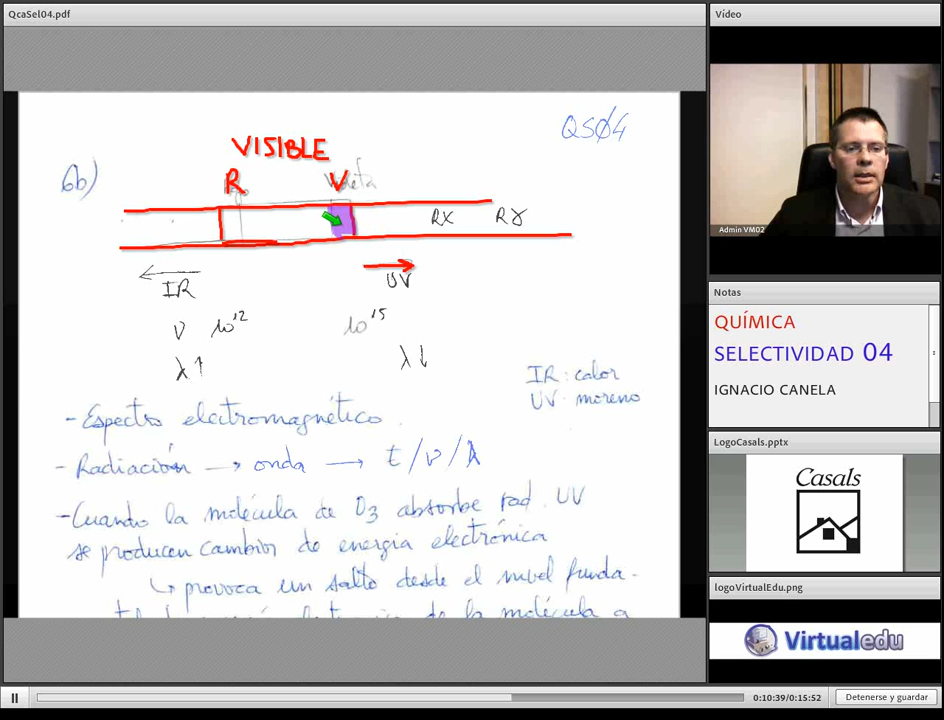 QcaSel04.pdf
QSØ4
VISIBLE
6b)
R V
Rx Rγ
IR
UV
ν 10¹² 10¹⁵
λ↑ λ↓
IR: calor
UV: moreno
- Espectro electromagnético.
- Radiación → onda → E/ν/λ
- Cuando la molécula de O₃ absorbe rad. UV
se producen cambios de energía electrónica
↳ provoca un salto desde el nivel funda-
de la molécula a
Vídeo
Admin VM02
Notas
QUÍMICA
SELECTIVIDAD 04
IGNACIO CANELA
LogoCasals.pptx
Casals
logoVirtualEdu.png
Virtualedu
0:10:39/0:15:52
Detenerse y guardar